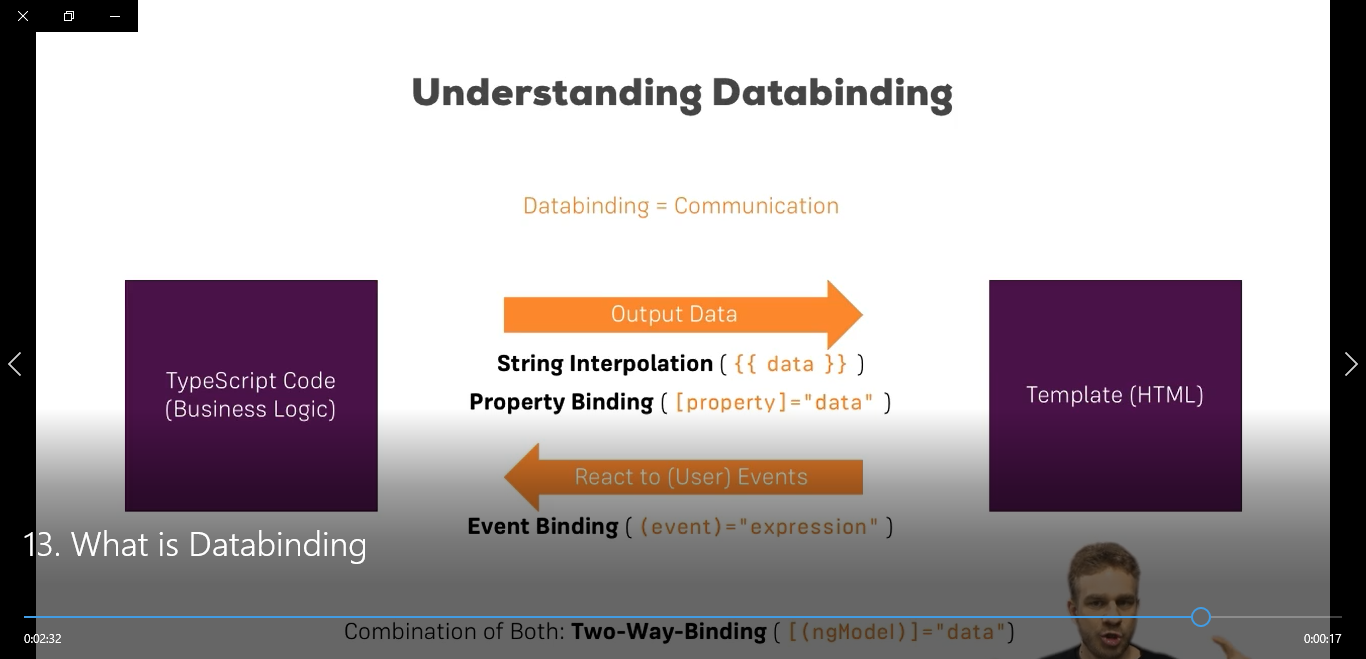 Understanding Databinding
Databinding = Communication
TypeScript Code
(Business Logic)
Output Data
String Interpolation ( {{ data }} )
Property Binding ( [property]="data" )
React to (User) Events
Event Binding ( (event)="expression" )
Template (HTML)
13. What is Databinding
Combination of Both: Two-Way-Binding ( [(ngModel)]="data")
0:02:32
0:00:17